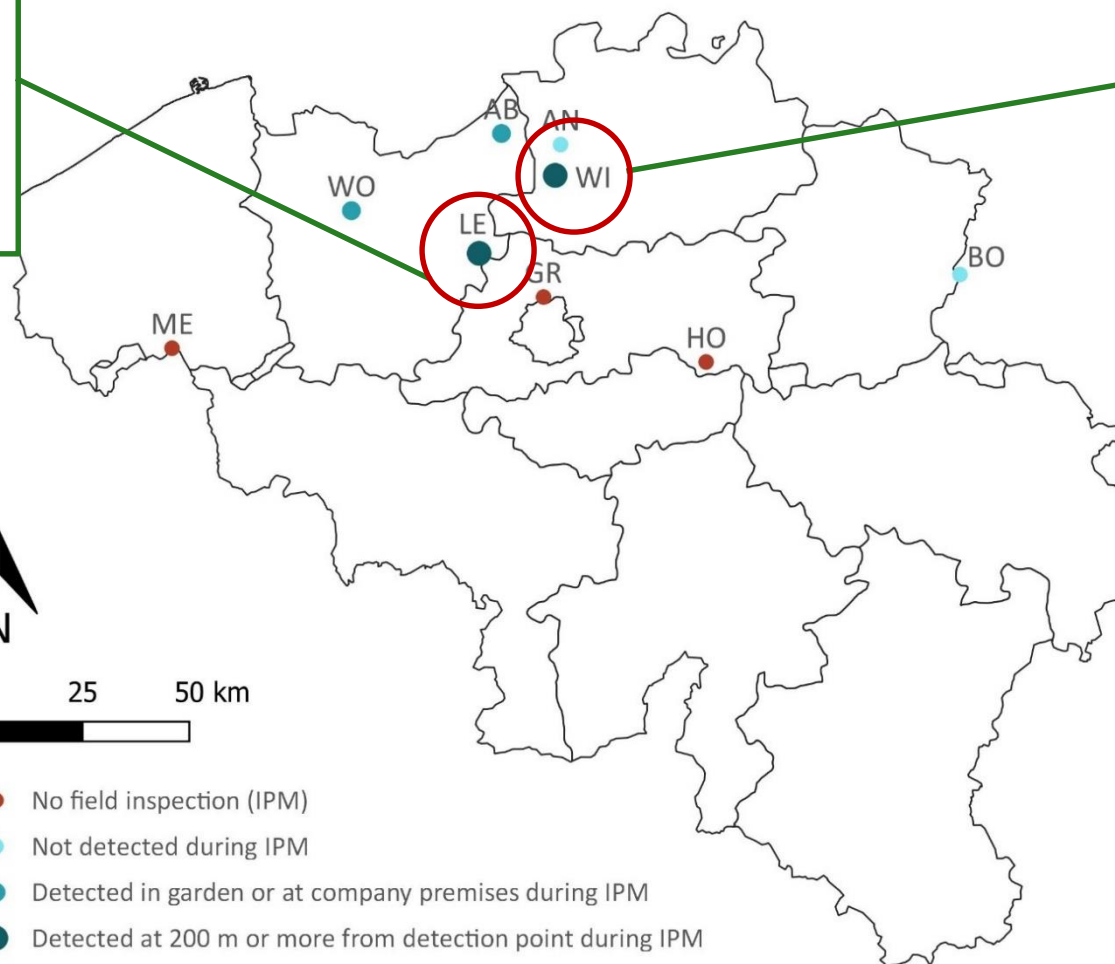 AB
AN
WO
WI
LE
BO
GR
ME
HO
N
25 50 km
No field inspection (IPM)
Not detected during IPM
Detected in garden or at company premises during IPM
Detected at 200 m or more from detection point during IPM